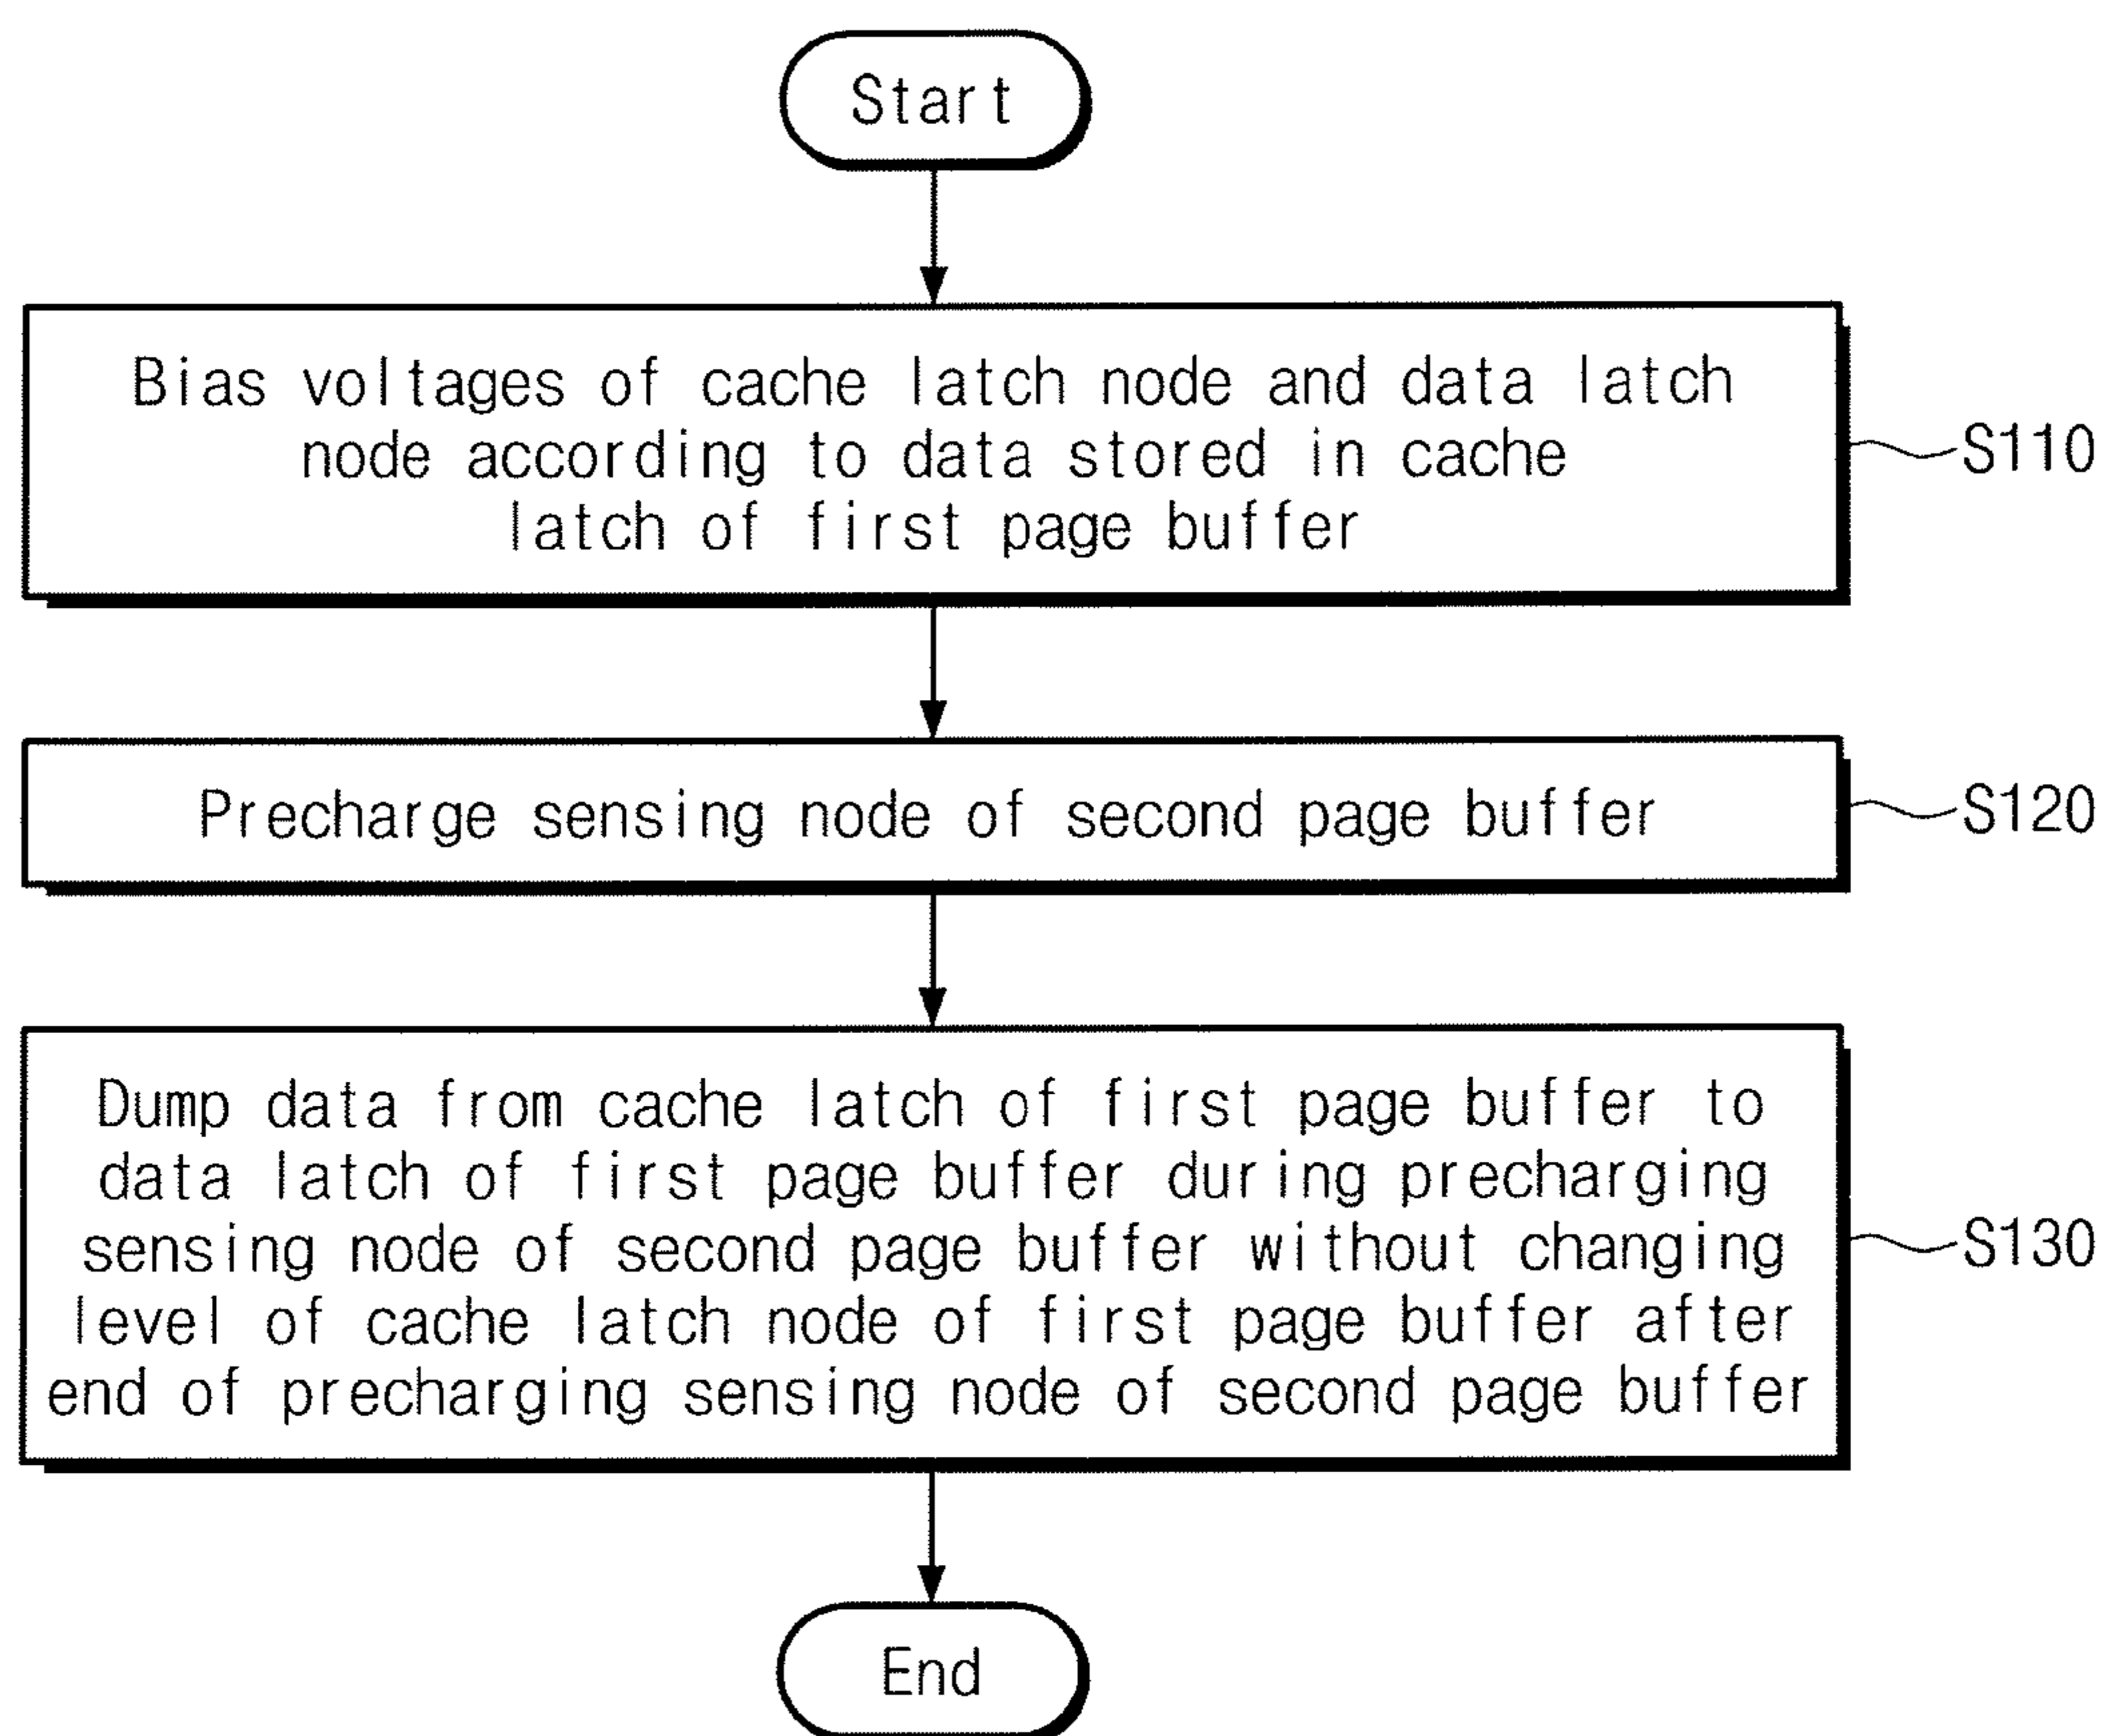 Start
Bias voltages of cache latch node and data latch
node according to data stored in cache
latch of first page buffer
S110
Precharge sensing node of second page buffer
S120
Dump data from cache latch of first page buffer to
data latch of first page buffer during precharging
sensing node of second page buffer without changing
level of cache latch node of first page buffer after
end of precharging sensing node of second page buffer
S130
End